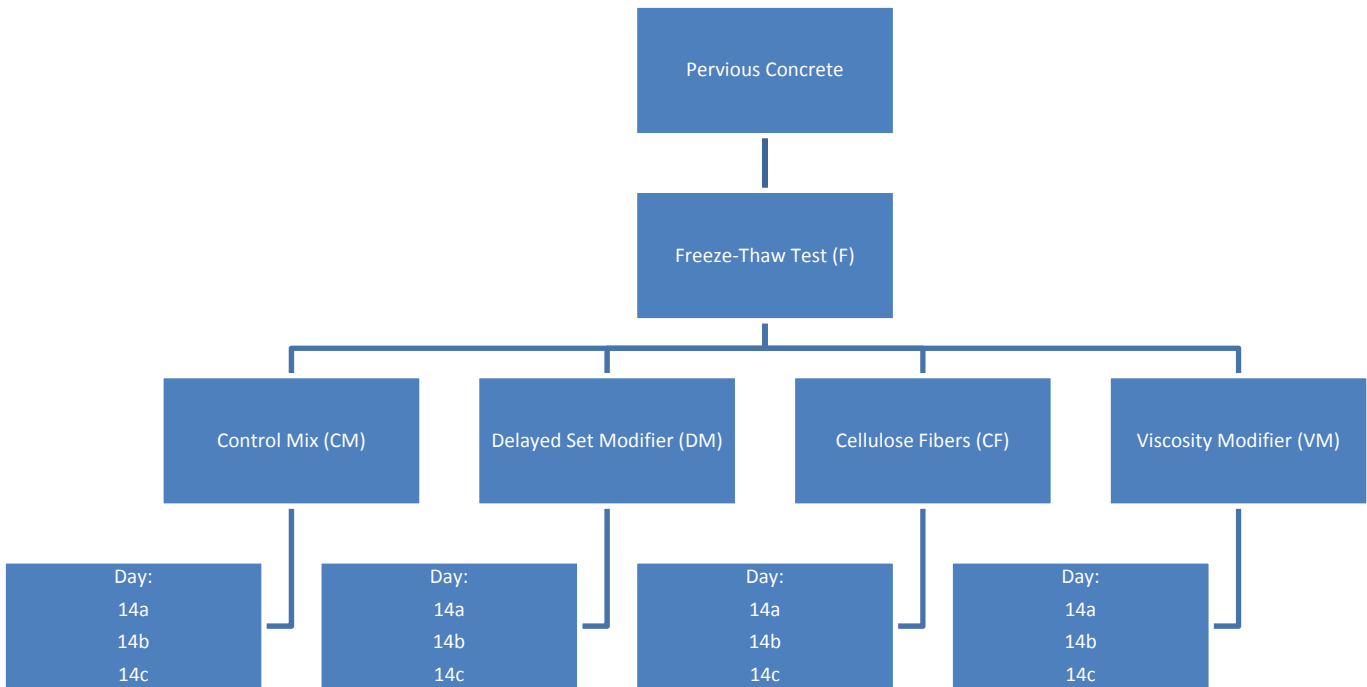 Pervious Concrete
Freeze-Thaw Test (F)
Control Mix (CM)
Delayed Set Modifier (DM)
Cellulose Fibers (CF)
Viscosity Modifier (VM)
Day:
14a
14b
14c
Day:
14a
14b
14c
Day:
14a
14b
14c
Day:
14a
14b
14c